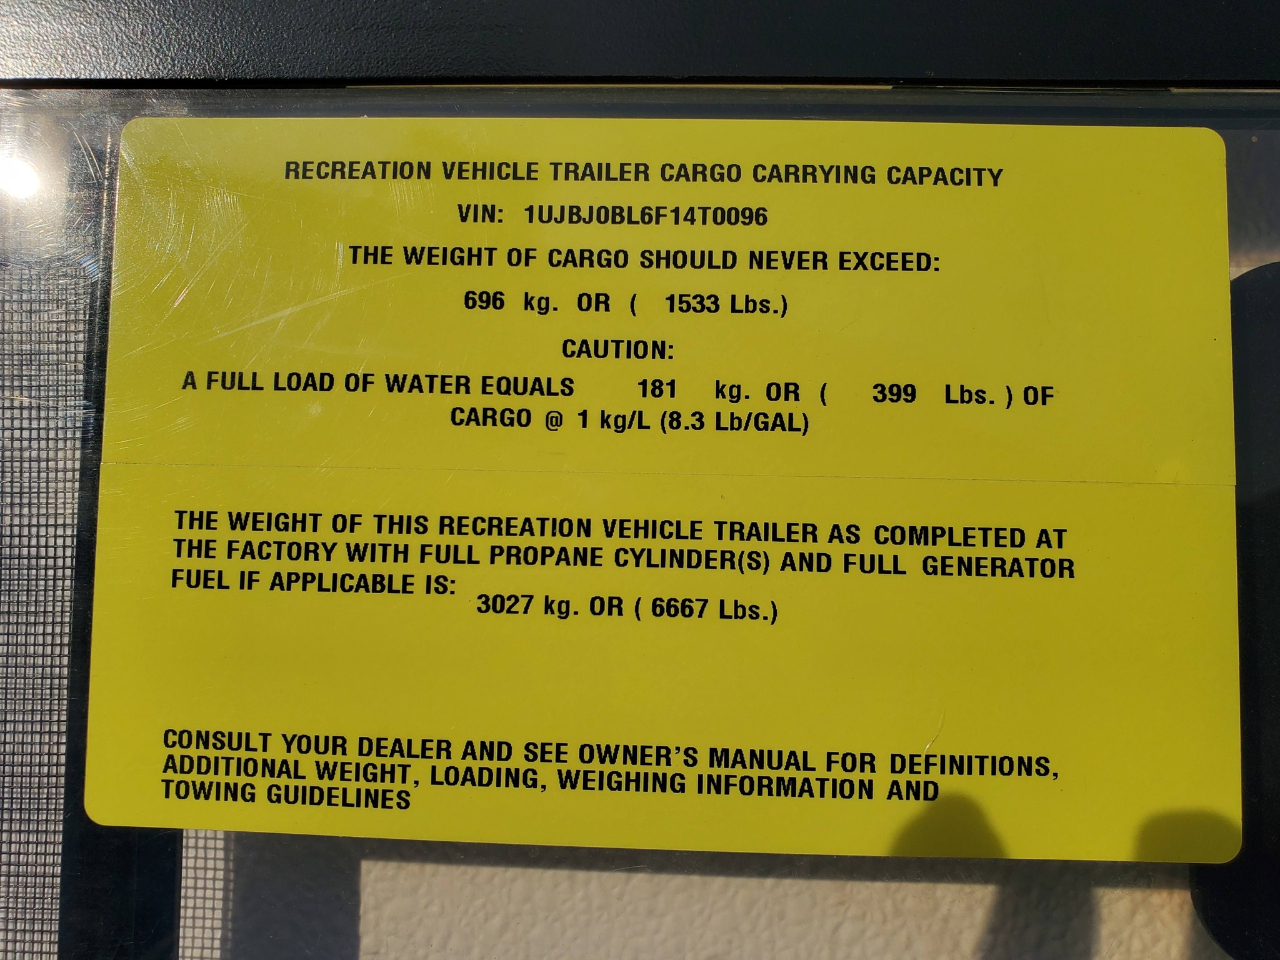 RECREATION VEHICLE TRAILER CARGO CARRYING CAPACITY
VIN: 1UJBJ0BL6F14T0096
THE WEIGHT OF CARGO SHOULD NEVER EXCEED:
696 kg. OR ( 1533 Lbs.)
CAUTION:
A FULL LOAD OF WATER EQUALS 181 kg. OR ( 399 Lbs. ) OF
CARGO @ 1 kg/L (8.3 Lb/GAL)
THE WEIGHT OF THIS RECREATION VEHICLE TRAILER AS COMPLETED AT
THE FACTORY WITH FULL PROPANE CYLINDER(S) AND FULL GENERATOR
FUEL IF APPLICABLE IS:
3027 kg. OR ( 6667 Lbs.)
CONSULT YOUR DEALER AND SEE OWNER'S MANUAL FOR DEFINITIONS,
ADDITIONAL WEIGHT, LOADING, WEIGHING INFORMATION AND
TOWING GUIDELINES